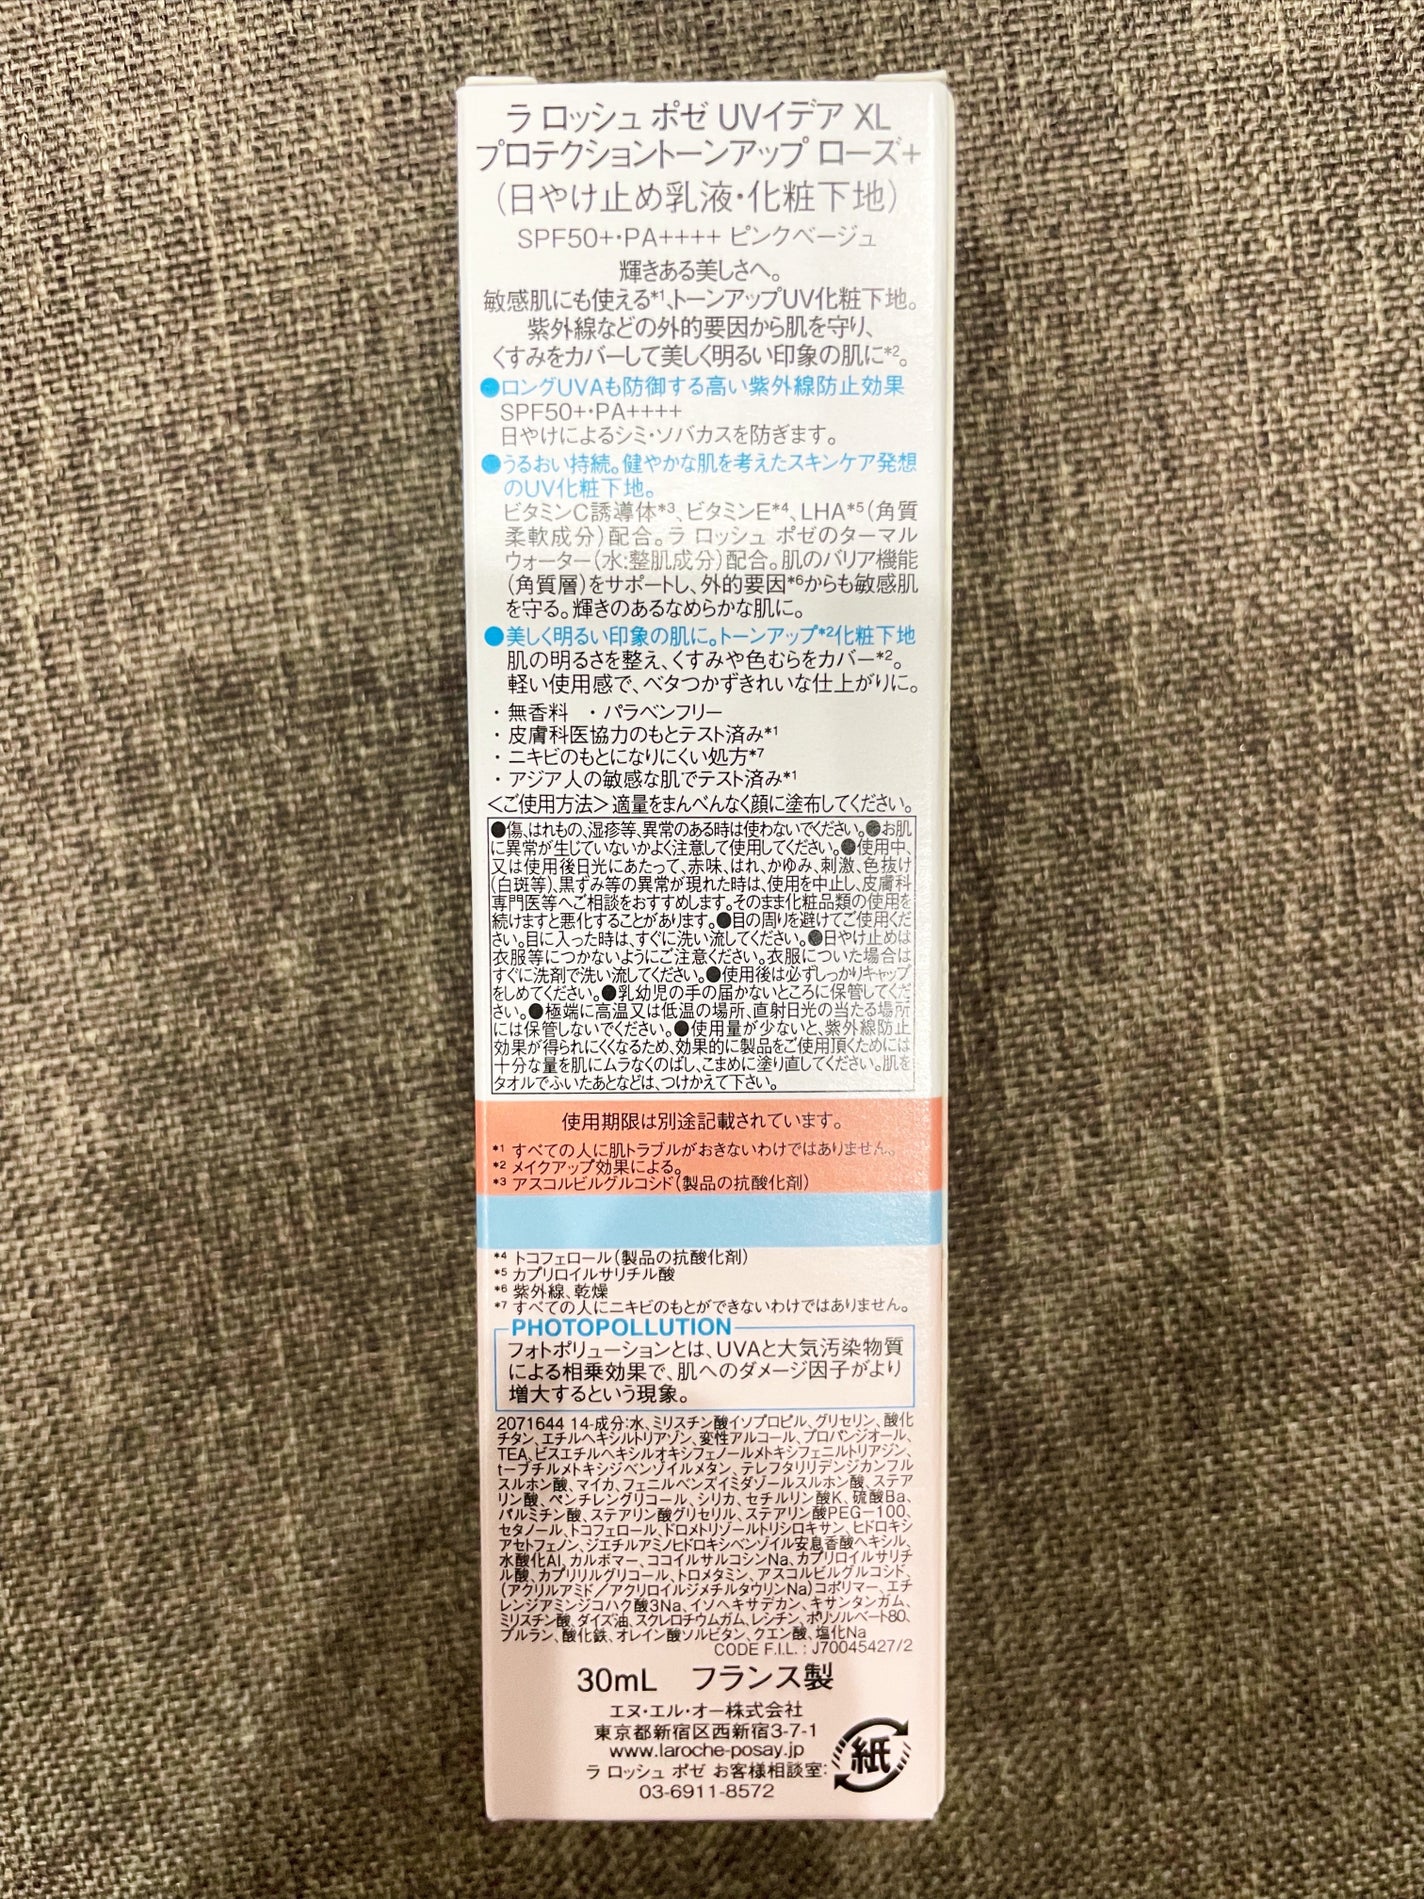 ラ ロッシュ ポゼ UVイデア XL
プロテクショントーンアップ ローズ+
(日やけ止め乳液・化粧下地)
SPF50+・PA++++ ピンクベージュ
輝きある美しさへ。
敏感肌にも使える*1、トーンアップUV化粧下地。
紫外線などの外的要因から肌を守り、
くすみをカバーして美しく明るい印象の肌に*2。
●ロングUVAも防御する高い紫外線防止効果
SPF50+・PA++++
日やけによるシミ・ソバカスを防ぎます。
●うるおい持続。健やかな肌を考えたスキンケア発想
のUV化粧下地。
ビタミンC誘導体*3、ビタミンE*4、LHA*5(角質
柔軟成分)配合。ラ ロッシュ ポゼのターマル
ウォーター(水:整肌成分)配合。肌のバリア機能
(角質層)をサポートし、外的要因*6からも敏感肌
を守る。輝きのあるなめらかな肌に。
●美しく明るい印象の肌に。トーンアップ*2化粧下地
肌の明るさを整え、くすみや色むらをカバー*2。
軽い使用感で、ベタつかずきれいな仕上がりに。
・無香料 ・パラベンフリー
・皮膚科医協力のもとテスト済み*1
・ニキビのもとになりにくい処方*7
・アジア人の敏感な肌でテスト済み*1
<ご使用方法>適量をまんべんなく顔に塗布してください。
●傷、はれもの、湿疹等、異常のある時は使わないでください。●お肌
に異常が生じていないかよく注意して使用してください。●使用中、
又は使用後日光にあたって、赤味、はれ、かゆみ、刺激、色抜け
(白斑等)、黒ずみ等の異常が現れた時は、使用を中止し、皮膚科
専門医等へご相談をおすすめします。そのまま化粧品類の使用を
続けますと悪化することがあります。●目の周りを避けてご使用くだ
さい。目に入った時は、すぐに洗い流してください。●日やけ止めは
衣服等につかないようにご注意ください。衣服についた場合は
すぐに洗剤で洗い流してください。●使用後は必ずしっかりキャップ
をしめてください。●乳幼児の手の届かないところに保管してくだ
さい。●極端に高温又は低温の場所、直射日光の当たる場所
には保管しないでください。●使用量が少ないと、紫外線防止
効果が得られにくくなるため、効果的に製品をご使用頂くためには
十分な量を肌にムラなくのばし、こまめに塗り直してください。肌を
タオルでふいたあとなどは、つけかえて下さい。
使用期限は別途記載されています。
*1 すべての人に肌トラブルがおきないわけではありません。
*2 メイクアップ効果による。
*3 アスコルビルグルコシド(製品の抗酸化剤)
*4 トコフェロール(製品の抗酸化剤)
*5 カプリロイルサリチル酸
*6 紫外線、乾燥
*7 すべての人にニキビのもとができないわけではありません。
PHOTOPOLLUTION
フォトポリューションとは、UVAと大気汚染物質
による相乗効果で、肌へのダメージ因子がより
増大するという現象。
2071644 14-成分:水、ミリスチン酸イソプロピル、グリセリン、酸化
チタン、エチルヘキシルトリアゾン、変性アルコール、プロパンジオール、
TEA、ビスエチルヘキシルオキシフェノールメトキシフェニルトリアジン、
t-ブチルメトキシジベンゾイルメタン、テレフタリリデンジカンフル
スルホン酸、マイカ、フェニルベンズイミダゾールスルホン酸、ステア
リン酸、ペンチレングリコール、シリカ、セチルリン酸K、硫酸Ba、
パルミチン酸、ステアリン酸グリセリル、ステアリン酸PEG-100、
セタノール、トコフェロール、ドロメトリゾールトリシロキサン、ヒドロキシ
アセトフェノン、ジエチルアミノヒドロキシベンゾイル安息香酸ヘキシル、
水酸化Al、カルボマー、ココイルサルコシンNa、カプリロイルサリチ
ル酸、カプリリルグリコール、トロメタミン、アスコルビルグルコシド、
(アクリルアミド/アクリロイルジメチルタウリンNa)コポリマー、エチ
レンジアミンジコハク酸3Na、イソヘキサデカン、キサンタンガム、
ミリスチン酸、ダイズ油、スクレロチウムガム、レシチン、ポリソルベート80、
プルラン、酸化鉄、オレイン酸ソルビタン、クエン酸、塩化Na
CODE F.I.L. : J70045427/2
30mL フランス製
エヌ・エル・オー株式会社
東京都新宿区西新宿3-7-1
www.laroche-posay.jp
ラ ロッシュ ポゼ お客様相談室:
03-6911-8572
紙